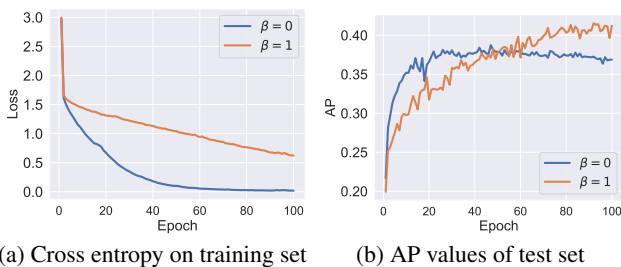 3.0
2.5
2.0
1.5
1.0
0.5
0.0
Loss
0 20 40 60 80 100
Epoch
β = 0
β = 1
(a) Cross entropy on training set
0.40
0.35
0.30
0.25
0.20
AP
0 20 40 60 80 100
Epoch
β = 0
β = 1
(b) AP values of test set